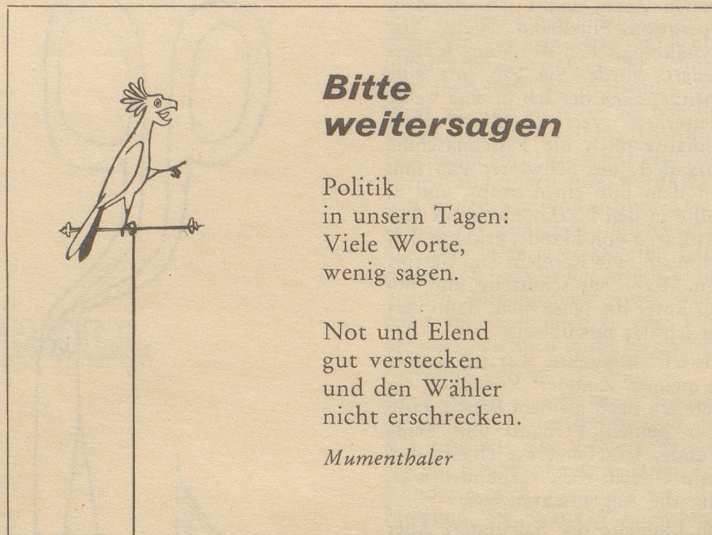 Bitte
weitersagen
Politik
in unsern Tagen:
Viele Worte,
wenig sagen.
Not und Elend
gut verstecken
und den Wähler
nicht erschrecken.
Mumenthaler